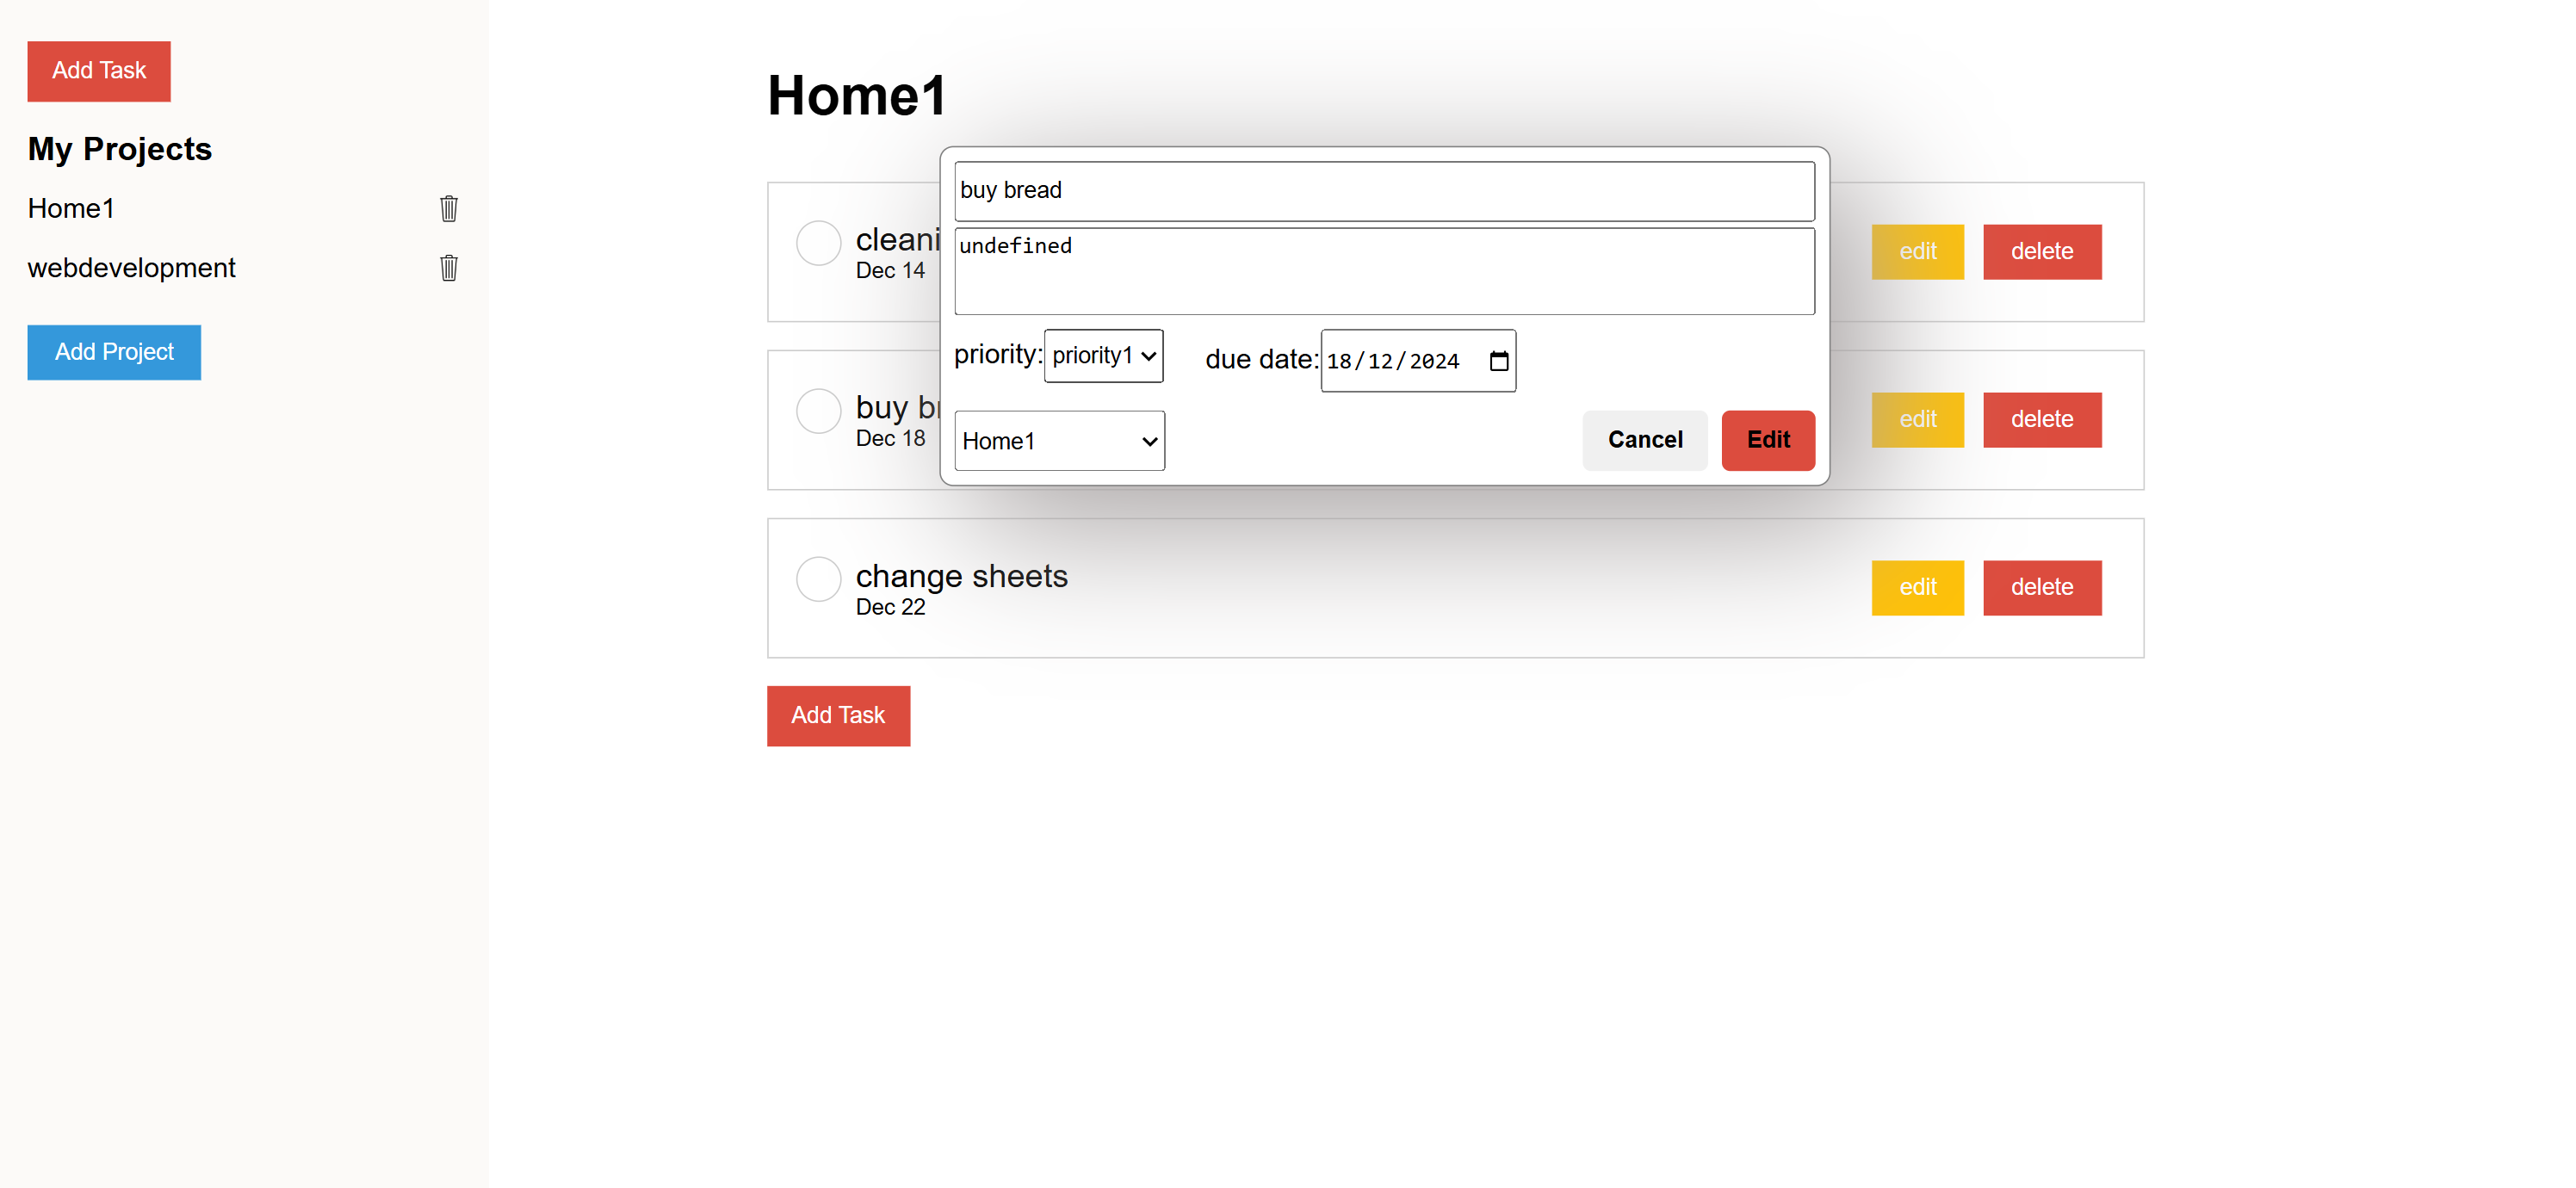 Add Task
My Projects
Home1
webdevelopment
Add Project
Home1
cleani
Dec 14
edit
delete
buy b
Dec 18
edit
delete
change sheets
Dec 22
edit
delete
Add Task
buy bread
undefined
priority: priority1
due date: 18/12/2024
Home1
Cancel
Edit